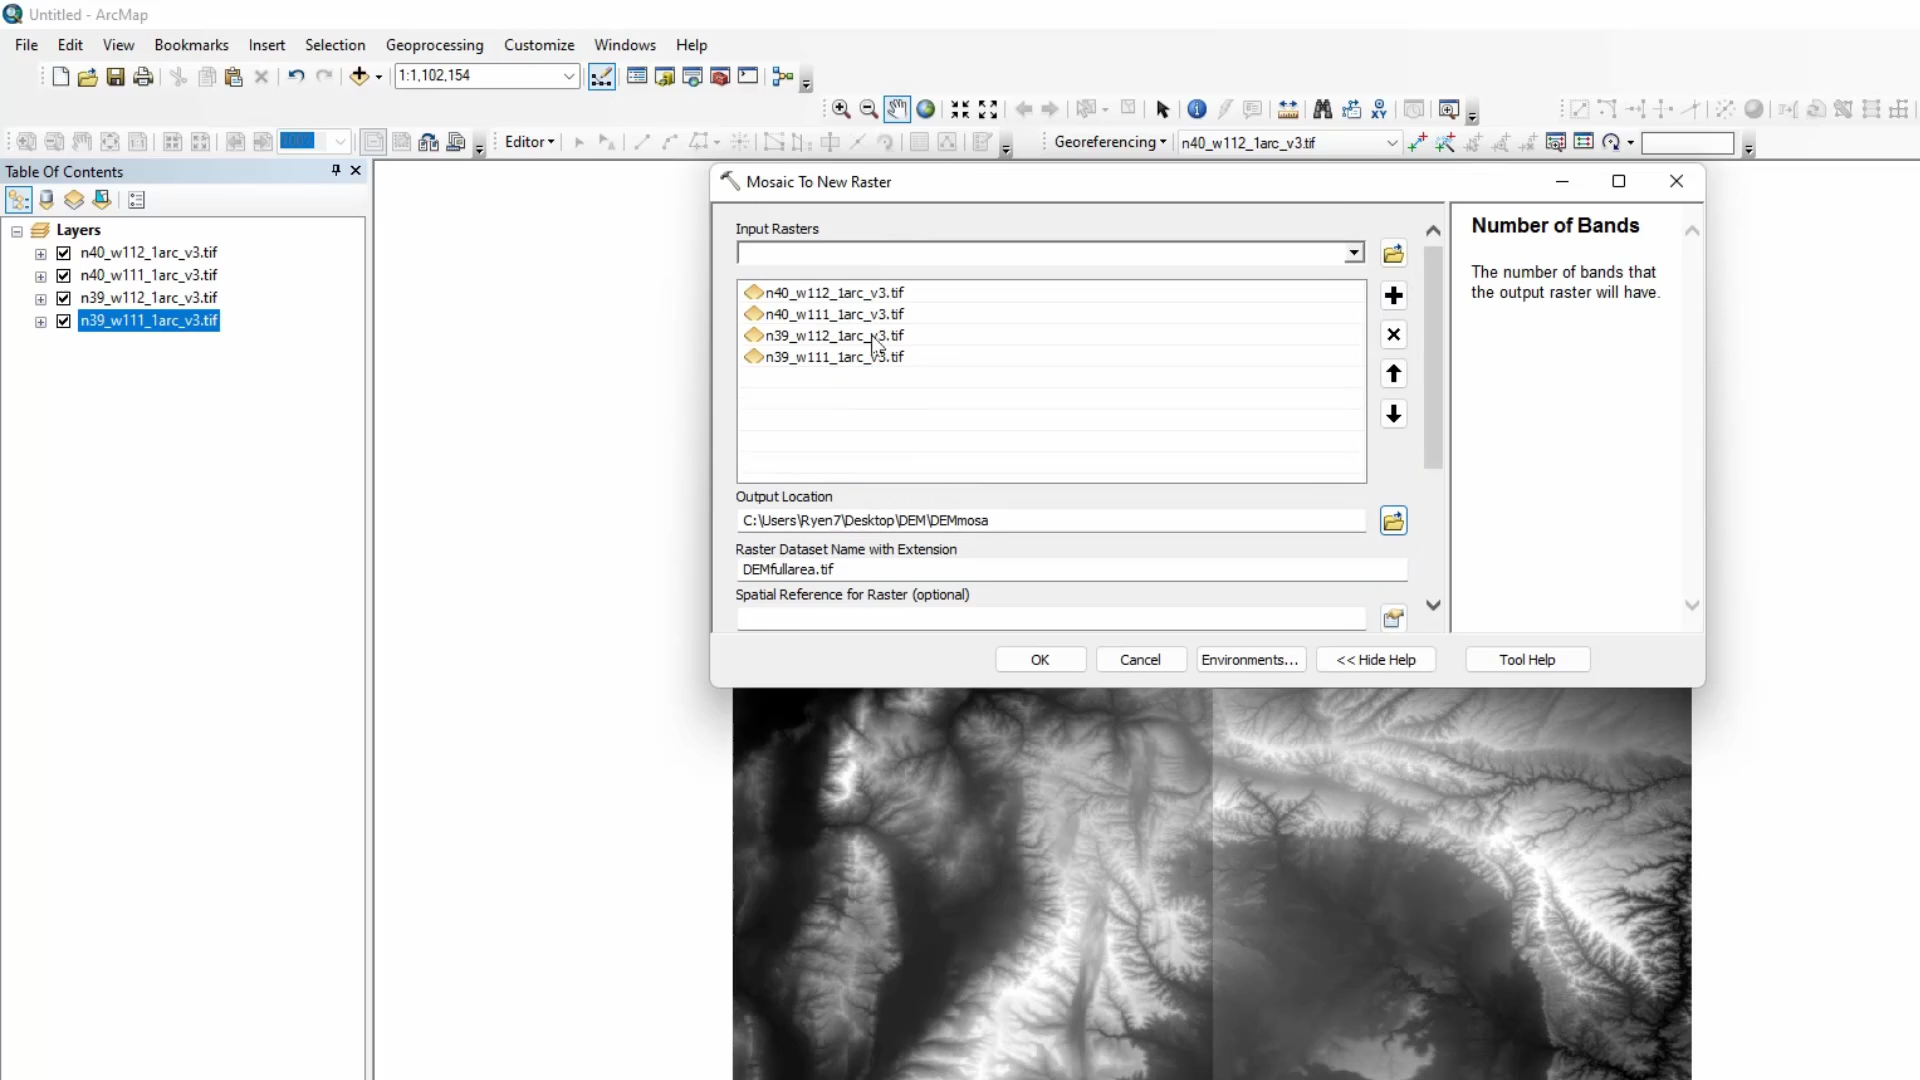 Untitled - ArcMap
File Edit View Bookmarks Insert Selection Geoprocessing Customize Windows Help
1:1,102,154
100%
Editor
Georeferencing
n40_w112_1arc_v3.tif
Table Of Contents
Layers
n40_w112_1arc_v3.tif
n40_w111_1arc_v3.tif
n39_w112_1arc_v3.tif
n39_w111_1arc_v3.tif
Mosaic To New Raster
Input Rasters
n40_w112_1arc_v3.tif
n40_w111_1arc_v3.tif
n39_w112_1arc_v3.tif
n39_w111_1arc_v3.tif
Output Location
C:\Users\Ryen7\Desktop\DEM\DEMmosa
Raster Dataset Name with Extension
DEMfullarea.tif
Spatial Reference for Raster (optional)
OK Cancel Environments... << Hide Help Tool Help
Number of Bands
The number of bands that
the output raster will have.